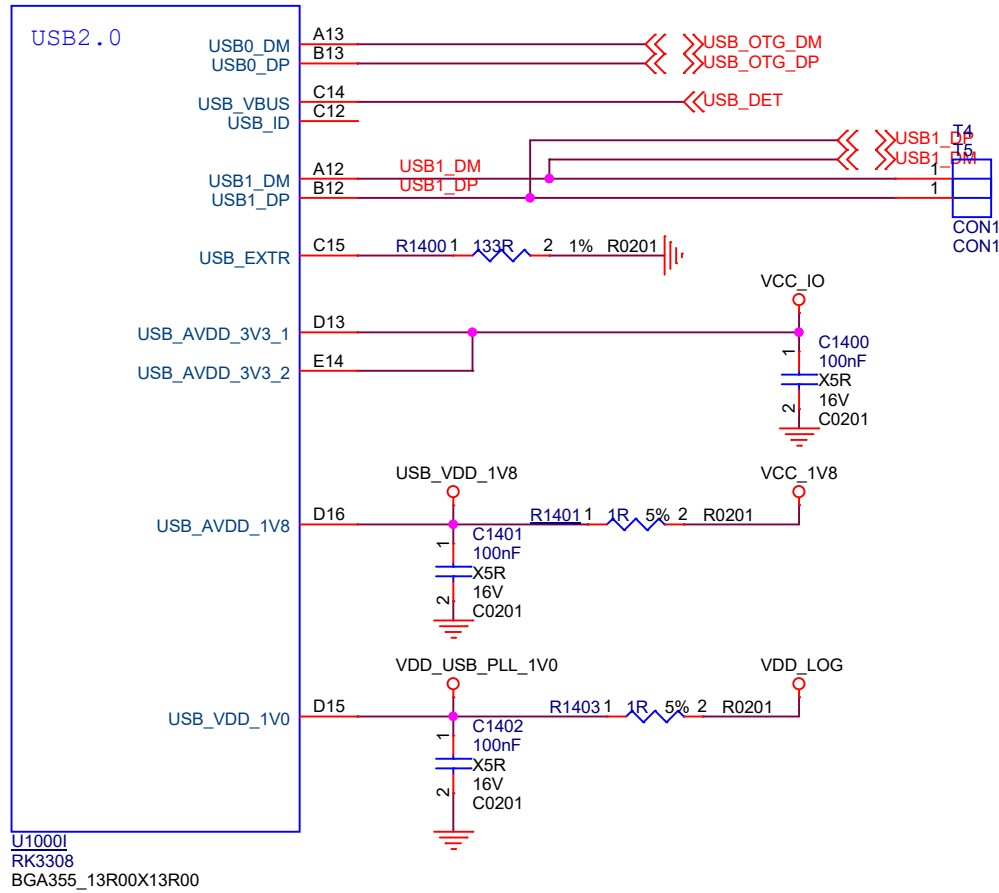 USB2.0
USB0_DM A13 USB_OTG_DM
USB0_DP B13 USB_OTG_DP
USB_VBUS C14 USB_DET
USB_ID C12
T4
USB1_DP
T5
USB1_DM
USB1_DM A12 USB1_DM 1
USB1_DP B12 USB1_DP 1
CON1
CON1
USB_EXTR C15 R1400 1 133R 2 1% R0201
VCC_IO
USB_AVDD_3V3_1 D13
C1400
1 100nF
USB_AVDD_3V3_2 E14
X5R
16V
2 C0201
USB_VDD_1V8 VCC_1V8
USB_AVDD_1V8 D16 R1401 1 1R 5% 2 R0201
C1401
1 100nF
X5R
16V
2 C0201
VDD_USB_PLL_1V0 VDD_LOG
USB_VDD_1V0 D15 R1403 1 1R 5% 2 R0201
C1402
1 100nF
X5R
16V
2 C0201
U1000I
RK3308
BGA355_13R00X13R00